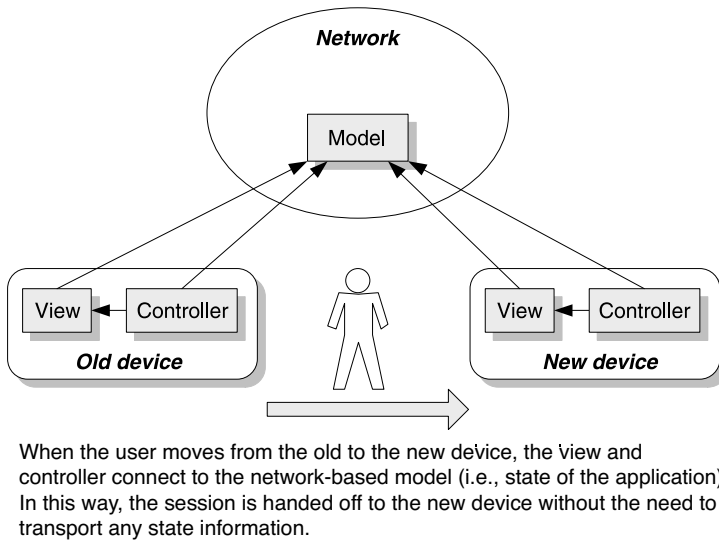 Network
Model
View
Controller
Old device
View
Controller
New device
When the user moves from the old to the new device, the view and
controller connect to the network-based model (i.e., state of the application)
In this way, the session is handed off to the new device without the need to
transport any state information.